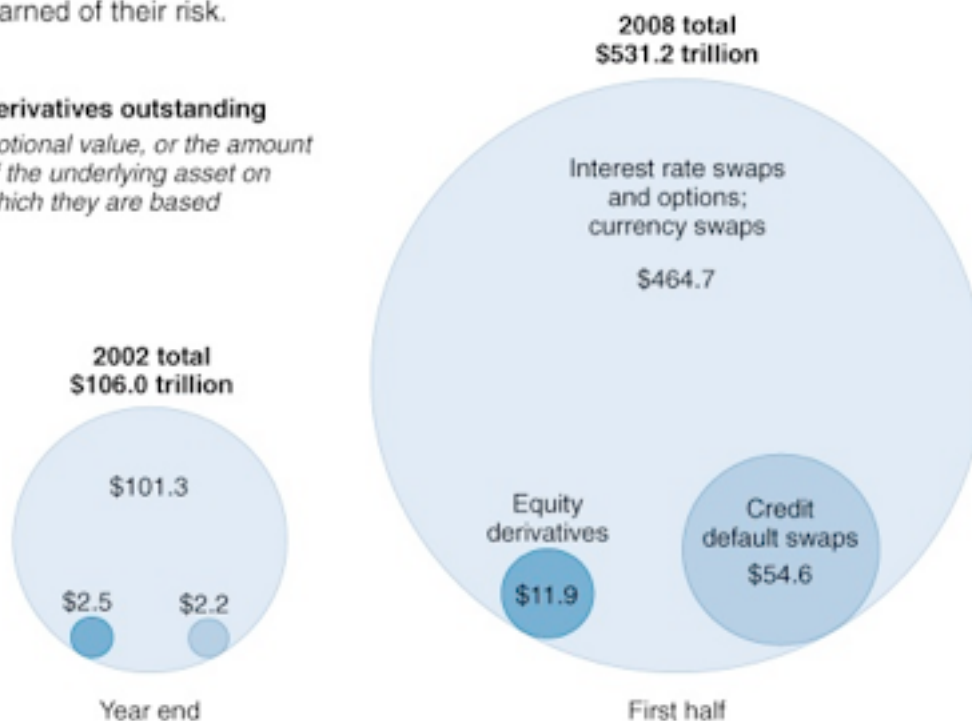 arned of their risk.
erivatives outstanding
otional value, or the amount
the underlying asset on
hich they are based
2002 total
$106.0 trillion
$101.3
$2.5
$2.2
Year end
2008 total
$531.2 trillion
Interest rate swaps
and options;
currency swaps
$464.7
Equity
derivatives
$11.9
Credit
default swaps
$54.6
First half